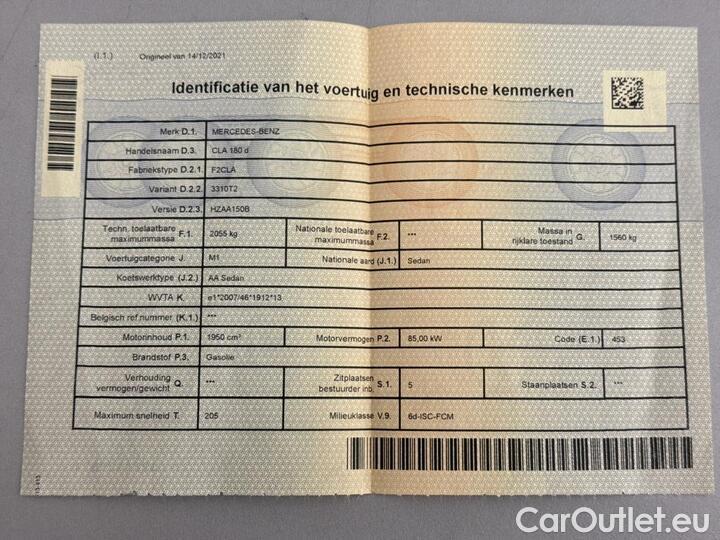 (I.1.) Origineel van 14/12/2021
Identificatie van het voertuig en technische kenmerken
Merk D.1. MERCEDES-BENZ
Handelsnaam D.3. CLA 180 d
Fabriekstype D.2.1. F2CLA
Variant D.2.2. 3310T2
Versie D.2.3. HZAA150B
Techn. toelaatbare maximummassa F.1. 2055 kg Nationale toelaatbare maximummassa F.2. *** Massa in rijklare toestand G. 1560 kg
Voertuigcategorie J. M1 Nationale aard (J.1.) Sedan
Koetswerktype (J.2.) AA Sedan
WVTA K. e1*2007/46*1912*13
Belgisch ref.nummer (K.1.) ***
Motorinhoud P.1. 1950 cm³ Motorvermogen P.2. 85,00 kW Code (E.1.) 453
Brandstof P.3. Gasolie
Verhouding vermogen/gewicht Q. *** Zitplaatsen bestuurder inb. S.1. 5 Staanplaatsen S.2. ***
Maximum snelheid T. 205 Milieuklasse V.9. 6d-ISC-FCM
CarOutlet.eu